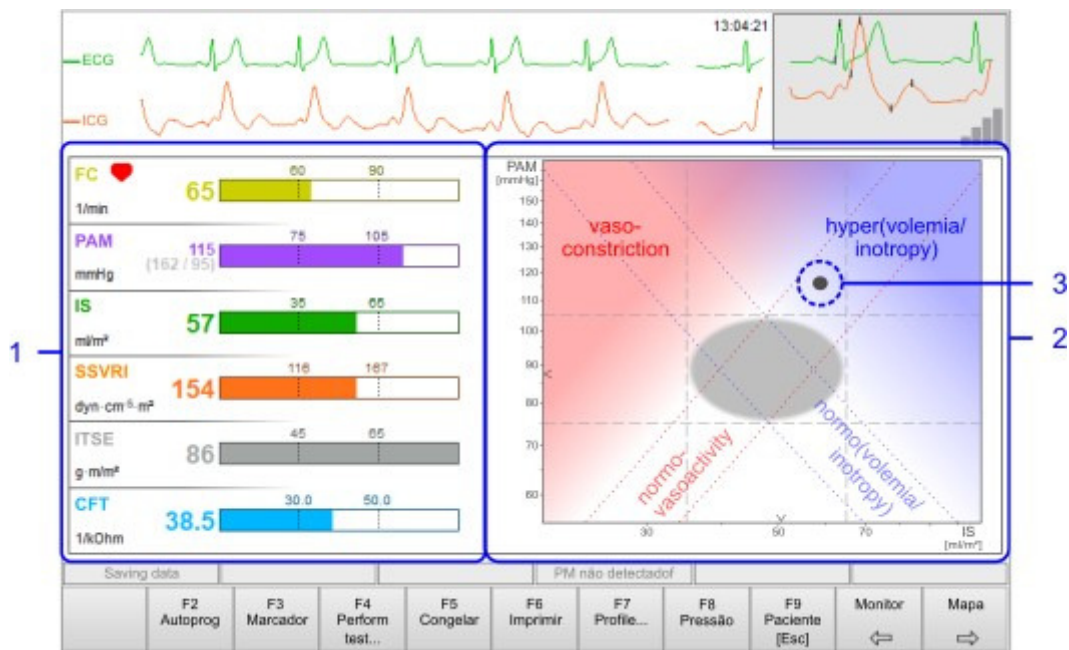 13:04:21
ECG
ICG
FC
60 90
65
1/min
PAM
75 105
115
(162 / 95)
mmHg
IS
35 65
57
ml/m²
SSVRI
116 167
154
dyn·cm⁻⁵·m²
ITSE
45 65
86
g·m/m²
CFT
30.0 50.0
38.5
1/kOhm
1
PAM
[mmHg]
150
140
130
120
110
100
90
80
70
60
vaso-
constriction
hyper(volemia/
inotropy)
normo-
vasoactivity
normo(volemia/
inotropy)
30 50 70 IS
[ml/m²]
3
2
Saving data
PM não detectadof
F2
Autoprog
F3
Marcador
F4
Perform
test...
F5
Congelar
F6
Imprimir
F7
Profile...
F8
Pressão
F9
Paciente
[Esc]
Monitor
⇦
Mapa
⇨